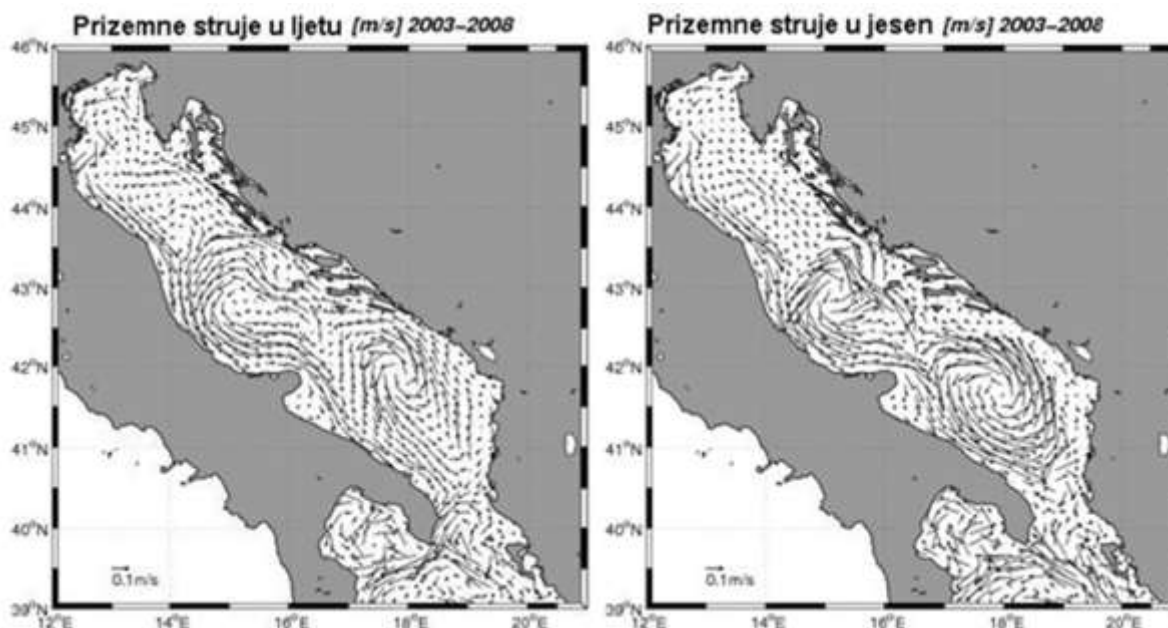 Prizemne struje u ljetu [m/s] 2003-2008
46°N
45°N
44°N
43°N
42°N
41°N
40°N
39°N
0.1m/s
12°E
14°E
16°E
18°E
20°E
Prizemne struje u jesen [m/s] 2003-2008
46°N
45°N
44°N
43°N
42°N
41°N
40°N
39°N
0.1m/s
12°E
14°E
16°E
18°E
20°E